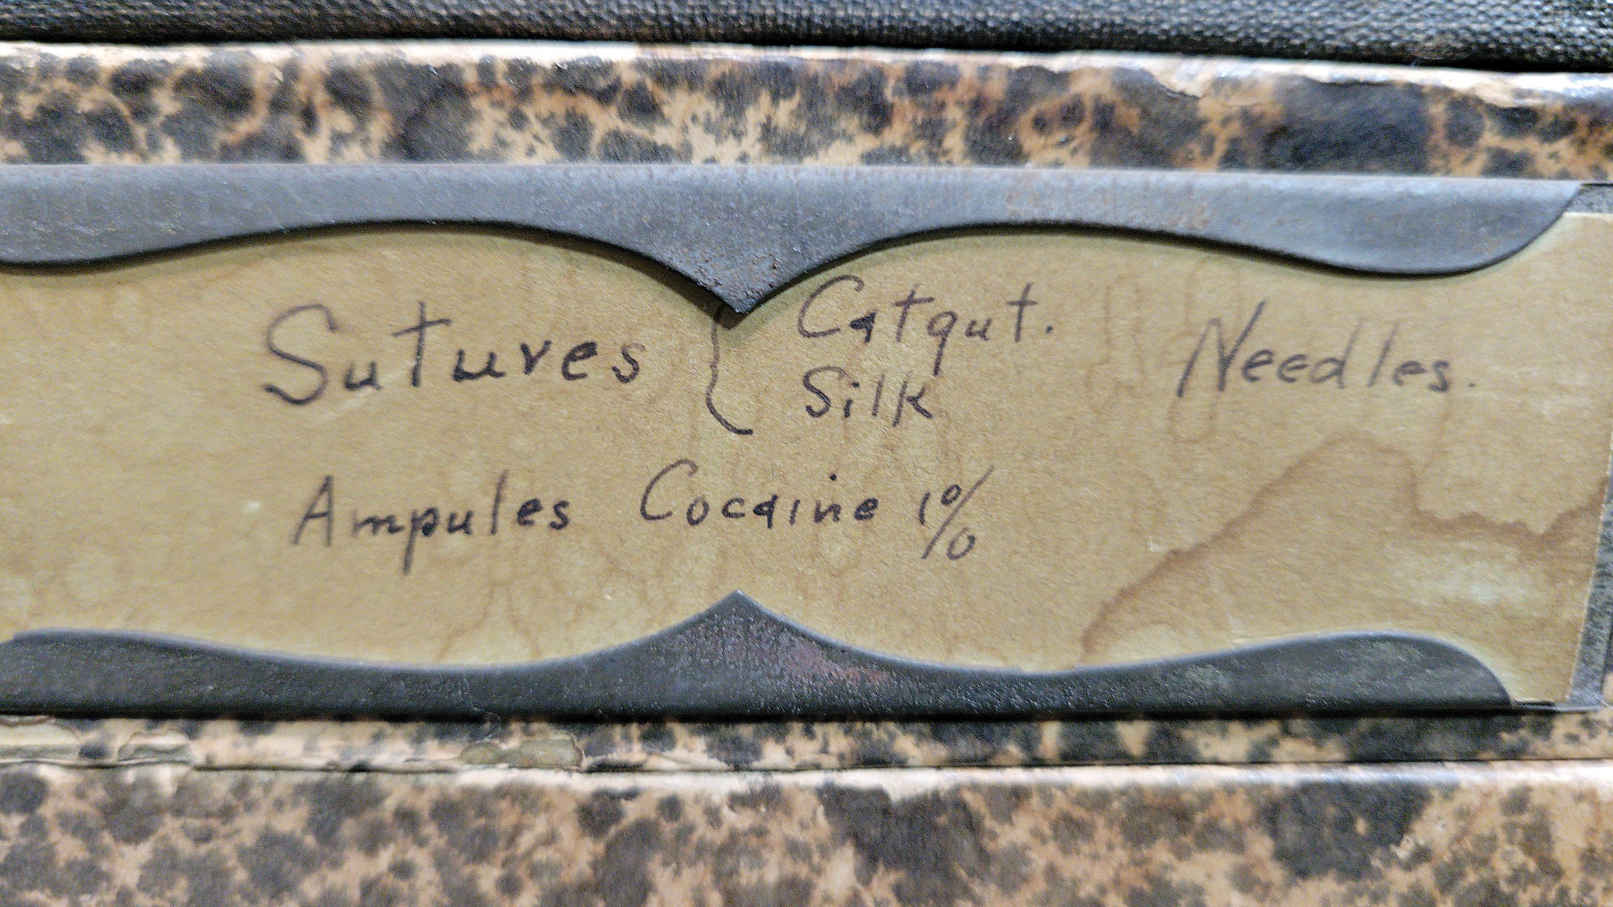 Sutures { Catgut. Needles.
Silk
Ampules Cocaine 1%